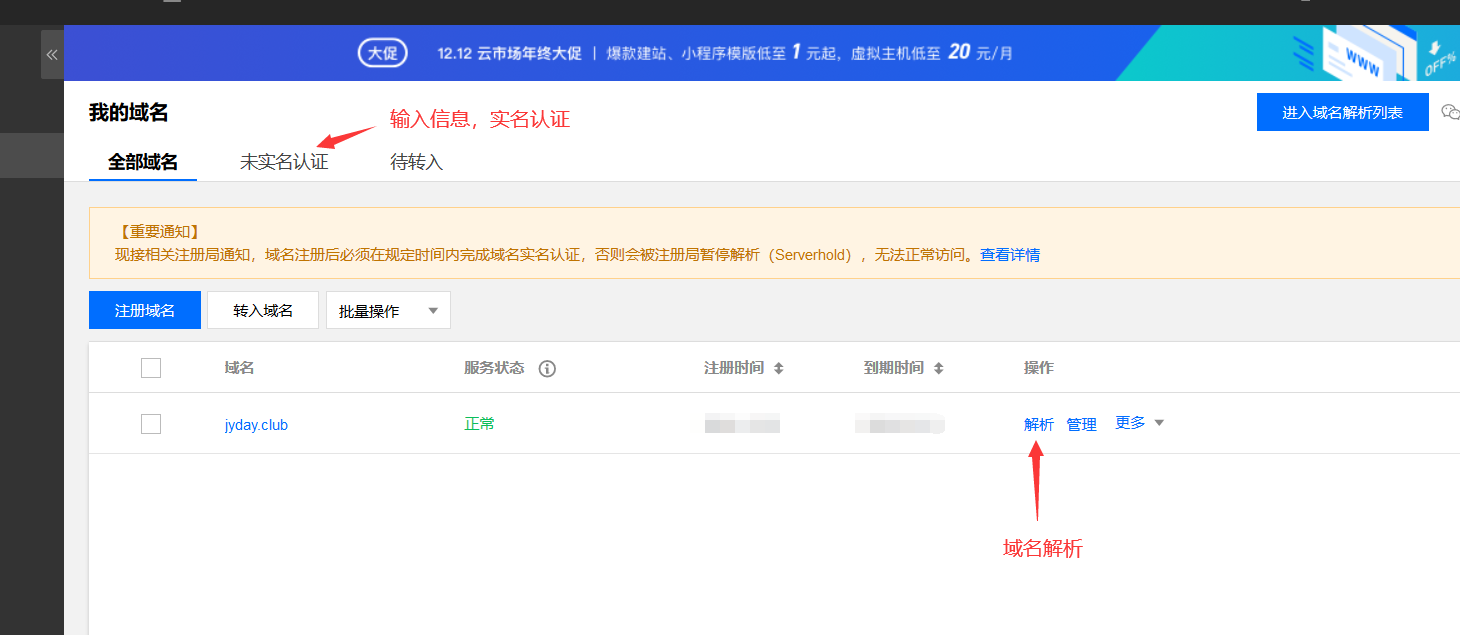 大促 12.12 云市场年终大促 | 爆款建站、小程序模版低至 1 元起，虚拟主机低至 20 元/月
WWW
OFF%
我的域名
输入信息，实名认证
进入域名解析列表
全部域名 未实名认证 待转入
【重要通知】
现接相关注册局通知，域名注册后必须在规定时间内完成域名实名认证，否则会被注册局暂停解析（Serverhold），无法正常访问。查看详情
注册域名 转入域名 批量操作
域名 服务状态 注册时间 到期时间 操作
jyday.club 正常 解析 管理 更多
域名解析